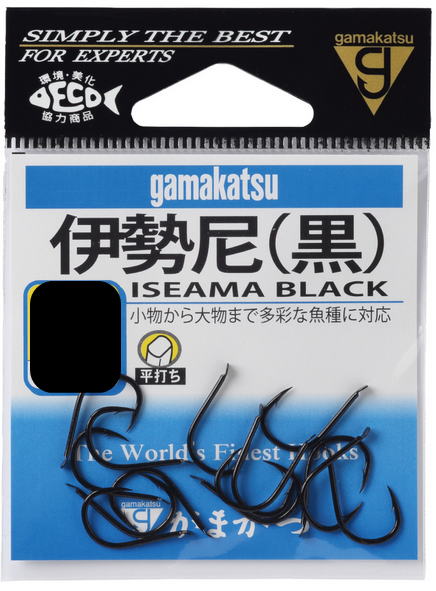 SIMPLY THE BEST
FOR EXPERTS
環境・美化
ECO
協力商品
gamakatsu
gamakatsu
伊勢尼(黒)
ISEAMA BLACK
小物から大物まで多彩な魚種に対応
平打ち
The World's Finest Hooks
gamakatsu
がまかつ